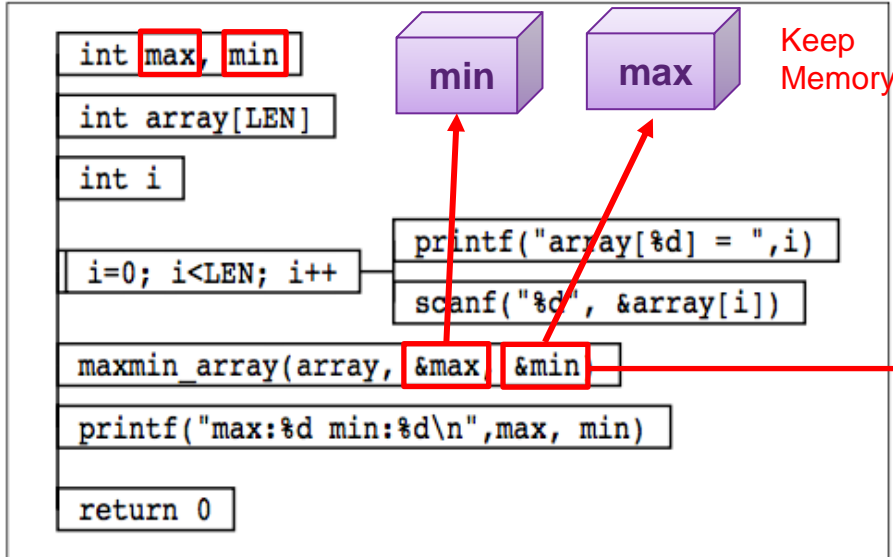 int max, min
min
max
Keep
Memory
int array[LEN]
int i
i=0; i<LEN; i++
printf("array[%d] = ",i)
scanf("%d", &array[i])
maxmin_array(array, &max, &min
printf("max:%d min:%d\n",max, min)
return 0